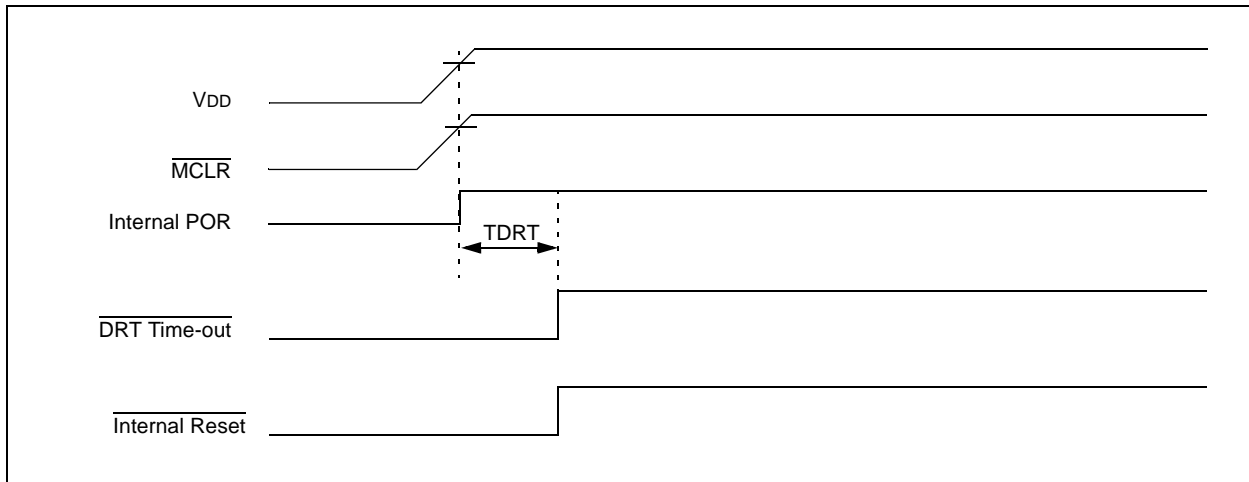 VDD
MCLR
Internal POR
TDRT
DRT Time-out
Internal Reset